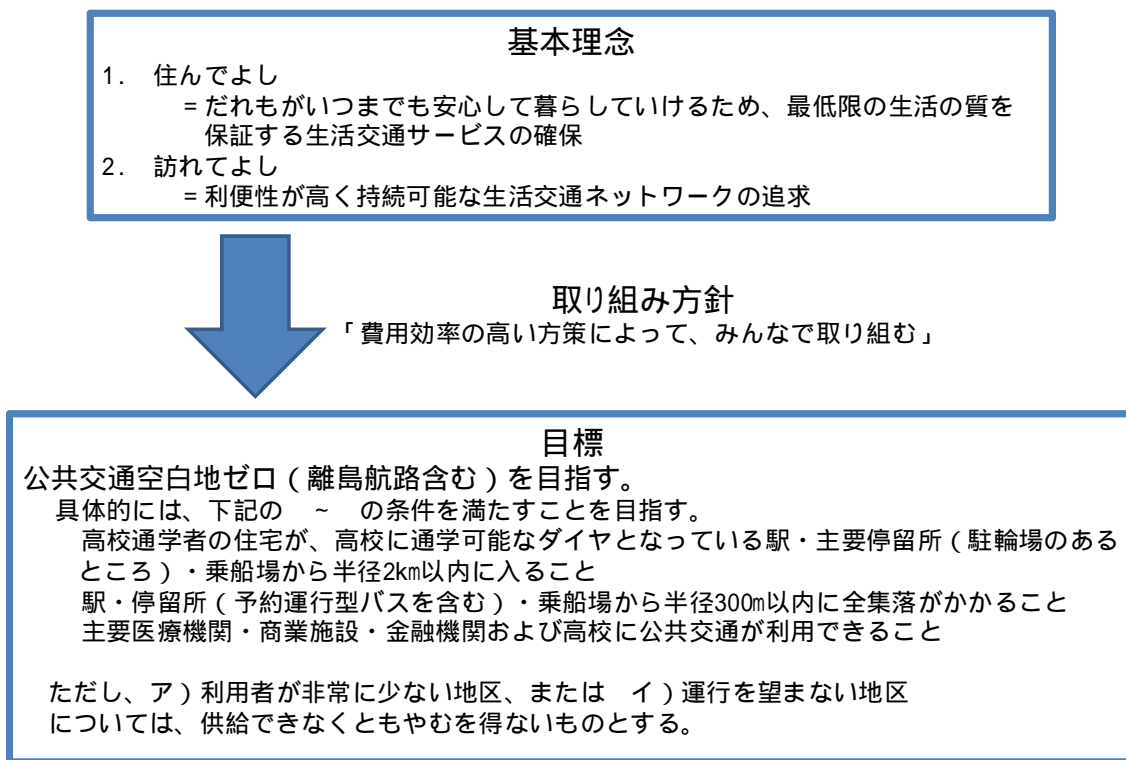 基本理念
1. 住んでよし
＝だれもがいつまでも安心して暮らしていけるため、最低限の生活の質を
保証する生活交通サービスの確保
2. 訪れてよし
＝利便性が高く持続可能な生活交通ネットワークの追求
取り組み方針
「費用効率の高い方策によって、みんなで取り組む」
目標
公共交通空白地ゼロ（離島航路含む）を目指す。
具体的には、下記の　～　の条件を満たすことを目指す。
高校通学者の住宅が、高校に通学可能なダイヤとなっている駅・主要停留所（駐輪場のある
ところ）・乗船場から半径2㎞以内に入ること
駅・停留所（予約運行型バスを含む）・乗船場から半径300m以内に全集落がかかること
主要医療機関・商業施設・金融機関および高校に公共交通が利用できること
ただし、ア）利用者が非常に少ない地区、または　イ）運行を望まない地区
については、供給できなくともやむを得ないものとする。